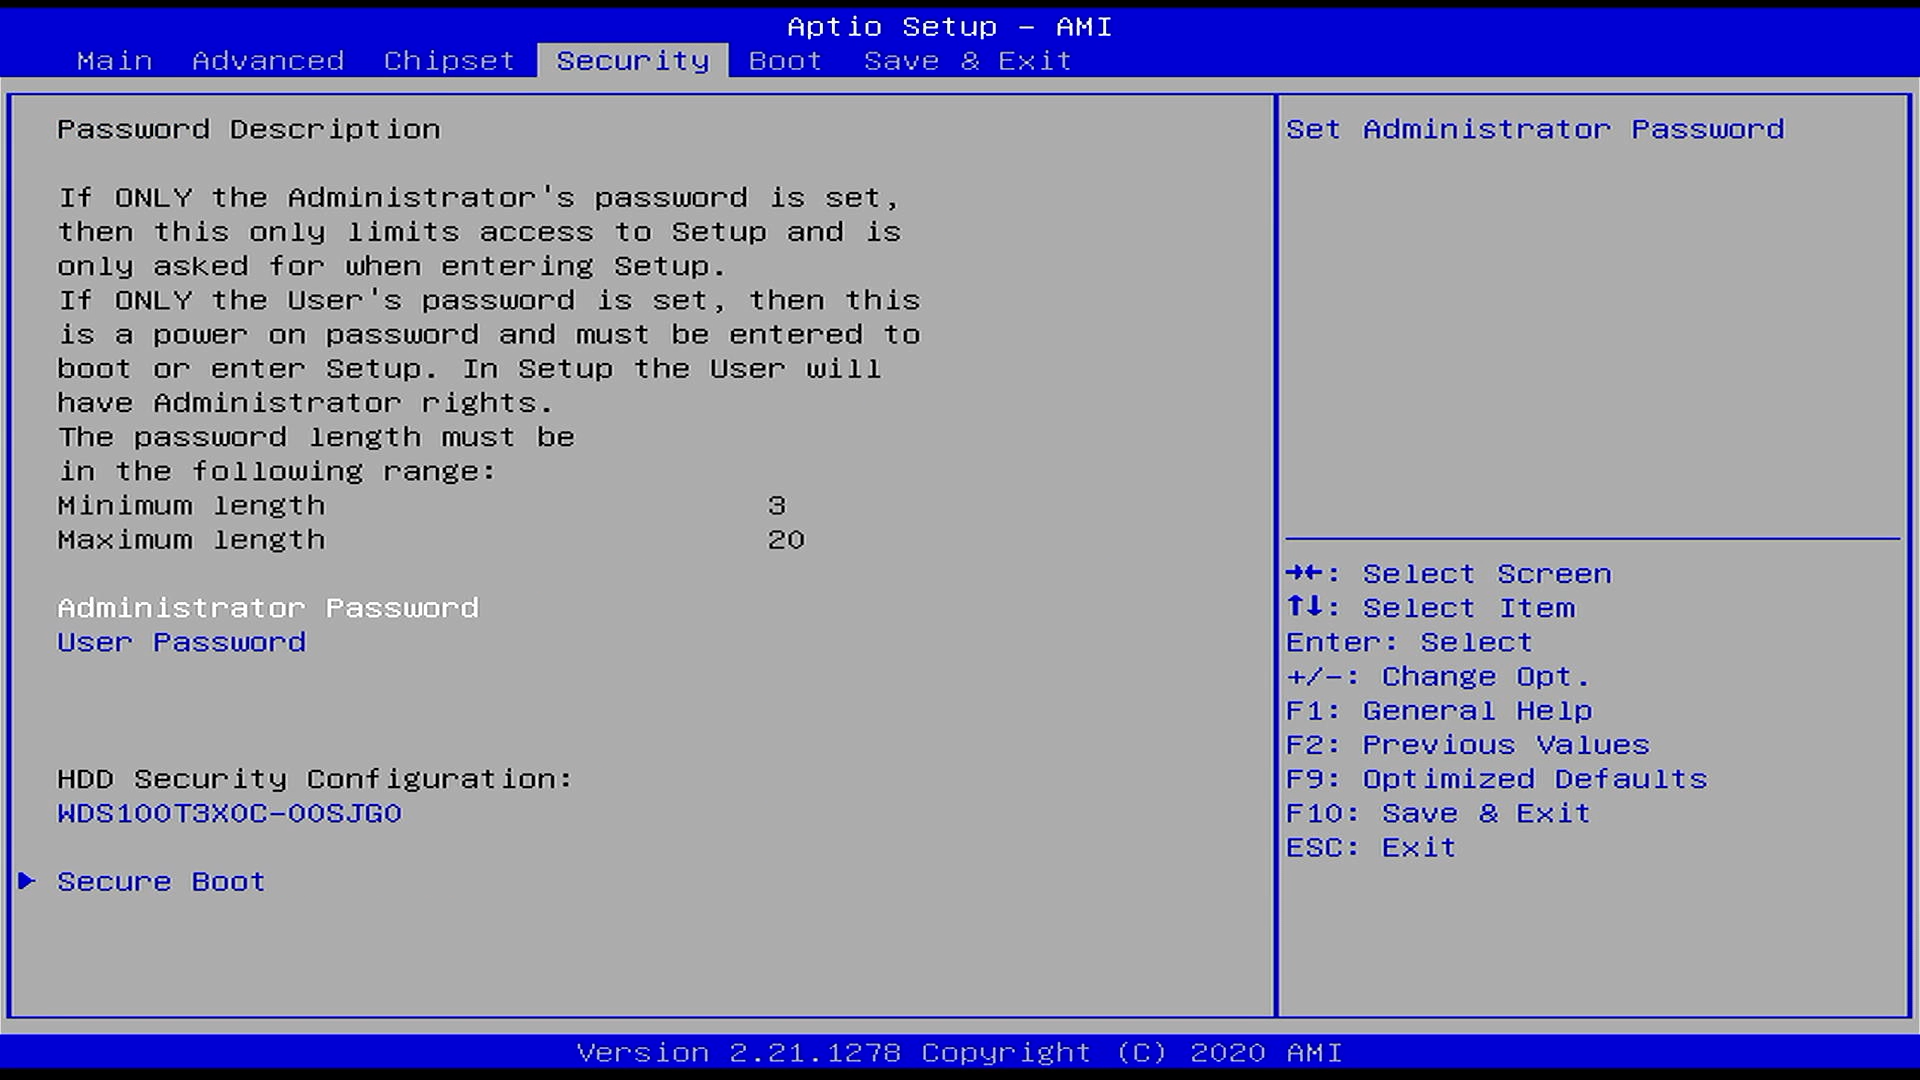 Aptio Setup – AMI
Main Advanced Chipset Security Boot Save & Exit
Password Description
If ONLY the Administrator's password is set,
then this only limits access to Setup and is
only asked for when entering Setup.
If ONLY the User's password is set, then this
is a power on password and must be entered to
boot or enter Setup. In Setup the User will
have Administrator rights.
The password length must be
in the following range:
Minimum length 3
Maximum length 20
Administrator Password
User Password
HDD Security Configuration:
WDS100T3X0C-00SJG0
► Secure Boot
Set Administrator Password
→←: Select Screen
↑↓: Select Item
Enter: Select
+/-: Change Opt.
F1: General Help
F2: Previous Values
F9: Optimized Defaults
F10: Save & Exit
ESC: Exit
Version 2.21.1278 Copyright (C) 2020 AMI